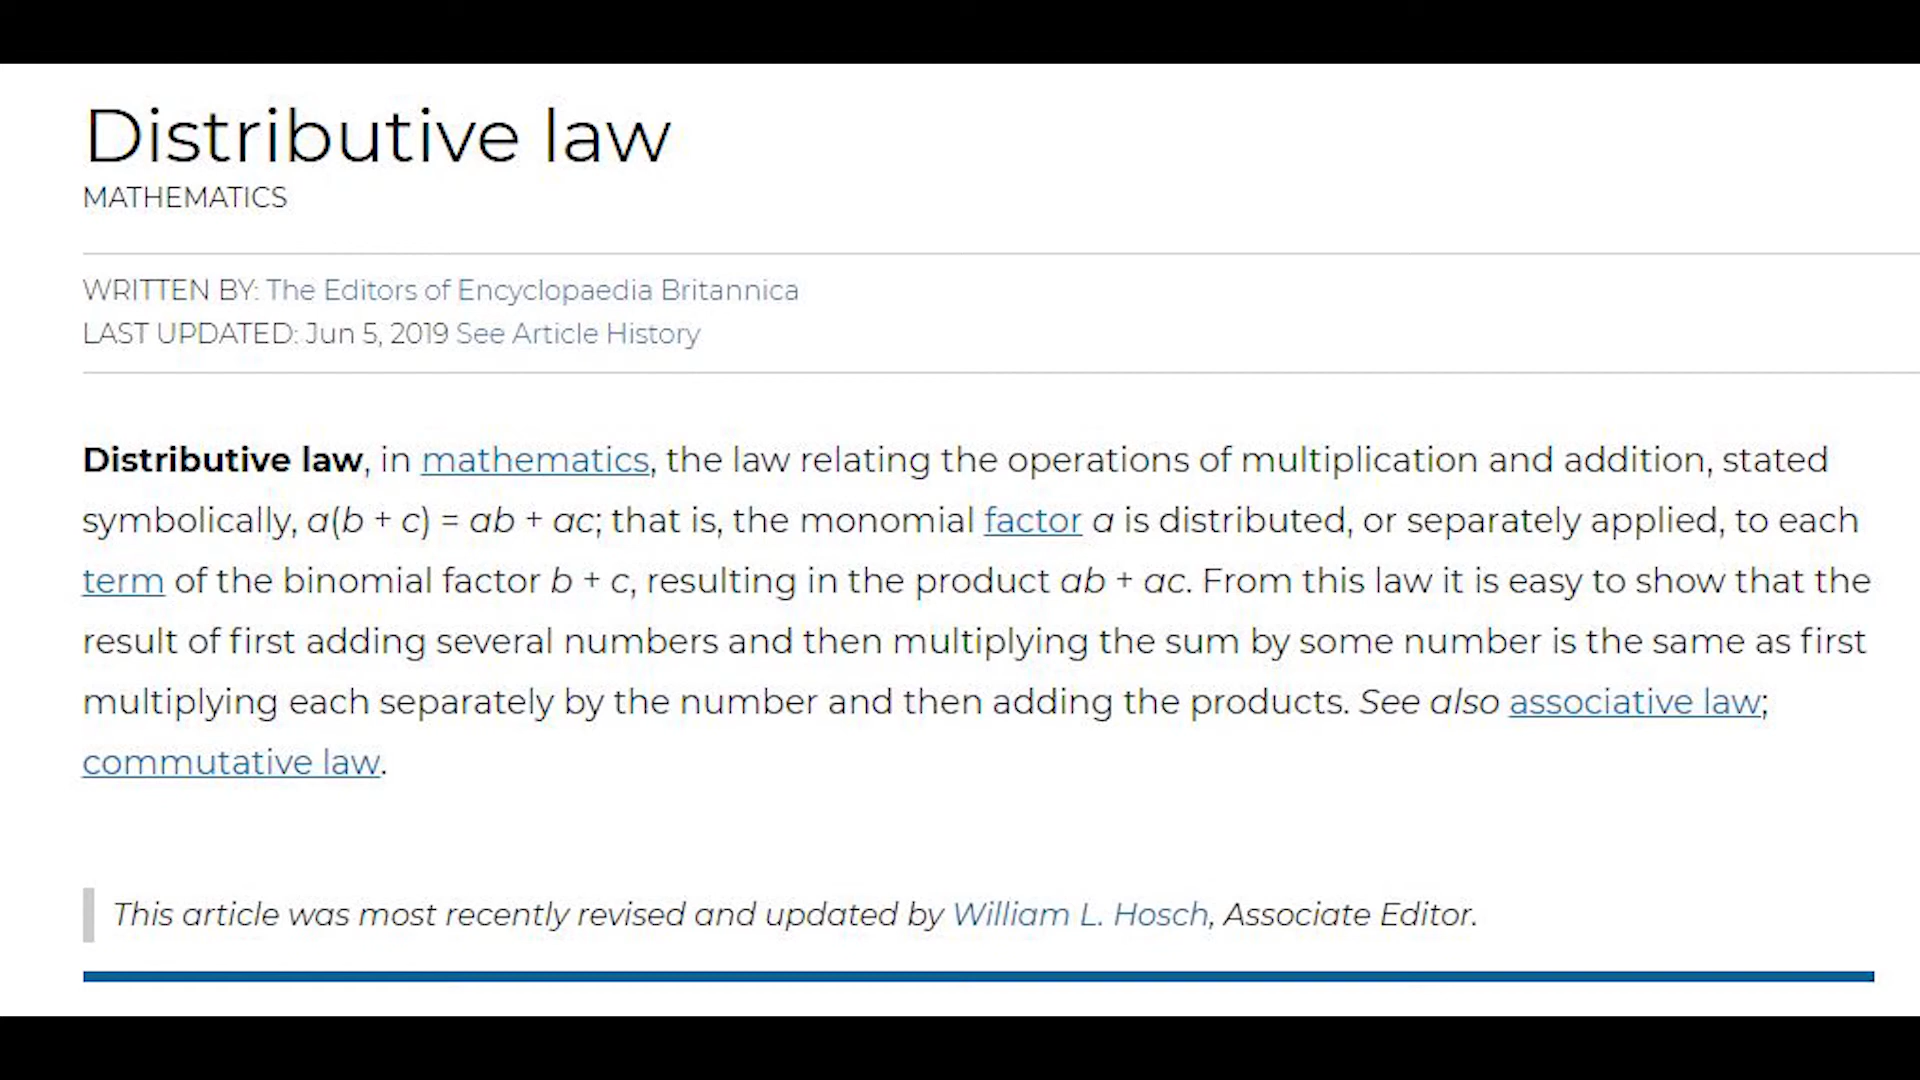 Distributive law
MATHEMATICS
WRITTEN BY: The Editors of Encyclopaedia Britannica
LAST UPDATED: Jun 5, 2019 See Article History
Distributive law, in mathematics, the law relating the operations of multiplication and addition, stated
symbolically, a(b + c) = ab + ac; that is, the monomial factor a is distributed, or separately applied, to each
term of the binomial factor b + c, resulting in the product ab + ac. From this law it is easy to show that the
result of first adding several numbers and then multiplying the sum by some number is the same as first
multiplying each separately by the number and then adding the products. See also associative law;
commutative law.
This article was most recently revised and updated by William L. Hosch, Associate Editor.